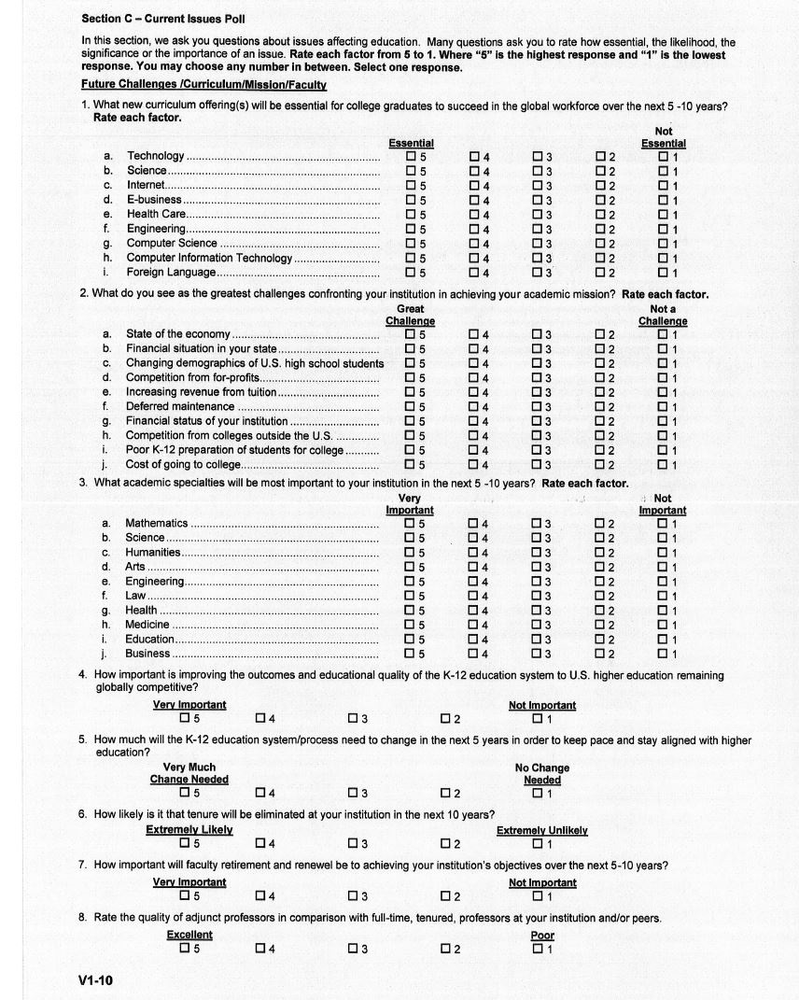 Section C – Current Issues Poll
In this section, we ask you questions about issues affecting education. Many questions ask you to rate how essential, the likelihood, the
significance or the importance of an issue. Rate each factor from 5 to 1. Where “5” is the highest response and “1” is the lowest
response. You may choose any number in between. Select one response.
Future Challenges /Curriculum/Mission/Faculty
1. What new curriculum offering(s) will be essential for college graduates to succeed in the global workforce over the next 5 -10 years?
Rate each factor.
Not
Essential Essential
a. Technology ☐ 5 ☐ 4 ☐ 3 ☐ 2 ☐ 1
b. Science ☐ 5 ☐ 4 ☐ 3 ☐ 2 ☐ 1
c. Internet ☐ 5 ☐ 4 ☐ 3 ☐ 2 ☐ 1
d. E-business ☐ 5 ☐ 4 ☐ 3 ☐ 2 ☐ 1
e. Health Care ☐ 5 ☐ 4 ☐ 3 ☐ 2 ☐ 1
f. Engineering ☐ 5 ☐ 4 ☐ 3 ☐ 2 ☐ 1
g. Computer Science ☐ 5 ☐ 4 ☐ 3 ☐ 2 ☐ 1
h. Computer Information Technology ☐ 5 ☐ 4 ☐ 3 ☐ 2 ☐ 1
i. Foreign Language ☐ 5 ☐ 4 ☐ 3 ☐ 2 ☐ 1
2. What do you see as the greatest challenges confronting your institution in achieving your academic mission? Rate each factor.
Great Not a
Challenge Challenge
a. State of the economy ☐ 5 ☐ 4 ☐ 3 ☐ 2 ☐ 1
b. Financial situation in your state ☐ 5 ☐ 4 ☐ 3 ☐ 2 ☐ 1
c. Changing demographics of U.S. high school students ☐ 5 ☐ 4 ☐ 3 ☐ 2 ☐ 1
d. Competition from for-profits ☐ 5 ☐ 4 ☐ 3 ☐ 2 ☐ 1
e. Increasing revenue from tuition ☐ 5 ☐ 4 ☐ 3 ☐ 2 ☐ 1
f. Deferred maintenance ☐ 5 ☐ 4 ☐ 3 ☐ 2 ☐ 1
g. Financial status of your institution ☐ 5 ☐ 4 ☐ 3 ☐ 2 ☐ 1
h. Competition from colleges outside the U.S. ☐ 5 ☐ 4 ☐ 3 ☐ 2 ☐ 1
i. Poor K-12 preparation of students for college ☐ 5 ☐ 4 ☐ 3 ☐ 2 ☐ 1
j. Cost of going to college ☐ 5 ☐ 4 ☐ 3 ☐ 2 ☐ 1
3. What academic specialties will be most important to your institution in the next 5 -10 years? Rate each factor.
Very Not
Important Important
a. Mathematics ☐ 5 ☐ 4 ☐ 3 ☐ 2 ☐ 1
b. Science ☐ 5 ☐ 4 ☐ 3 ☐ 2 ☐ 1
c. Humanities ☐ 5 ☐ 4 ☐ 3 ☐ 2 ☐ 1
d. Arts ☐ 5 ☐ 4 ☐ 3 ☐ 2 ☐ 1
e. Engineering ☐ 5 ☐ 4 ☐ 3 ☐ 2 ☐ 1
f. Law ☐ 5 ☐ 4 ☐ 3 ☐ 2 ☐ 1
g. Health ☐ 5 ☐ 4 ☐ 3 ☐ 2 ☐ 1
h. Medicine ☐ 5 ☐ 4 ☐ 3 ☐ 2 ☐ 1
i. Education ☐ 5 ☐ 4 ☐ 3 ☐ 2 ☐ 1
j. Business ☐ 5 ☐ 4 ☐ 3 ☐ 2 ☐ 1
4. How important is improving the outcomes and educational quality of the K-12 education system to U.S. higher education remaining
globally competitive?
Very Important Not Important
☐ 5 ☐ 4 ☐ 3 ☐ 2 ☐ 1
5. How much will the K-12 education system/process need to change in the next 5 years in order to keep pace and stay aligned with higher
education?
Very Much No Change
Change Needed Needed
☐ 5 ☐ 4 ☐ 3 ☐ 2 ☐ 1
6. How likely is it that tenure will be eliminated at your institution in the next 10 years?
Extremely Likely Extremely Unlikely
☐ 5 ☐ 4 ☐ 3 ☐ 2 ☐ 1
7. How important will faculty retirement and renewel be to achieving your institution’s objectives over the next 5-10 years?
Very Important Not Important
☐ 5 ☐ 4 ☐ 3 ☐ 2 ☐ 1
8. Rate the quality of adjunct professors in comparison with full-time, tenured, professors at your institution and/or peers.
Excellent Poor
☐ 5 ☐ 4 ☐ 3 ☐ 2 ☐ 1
V1-10